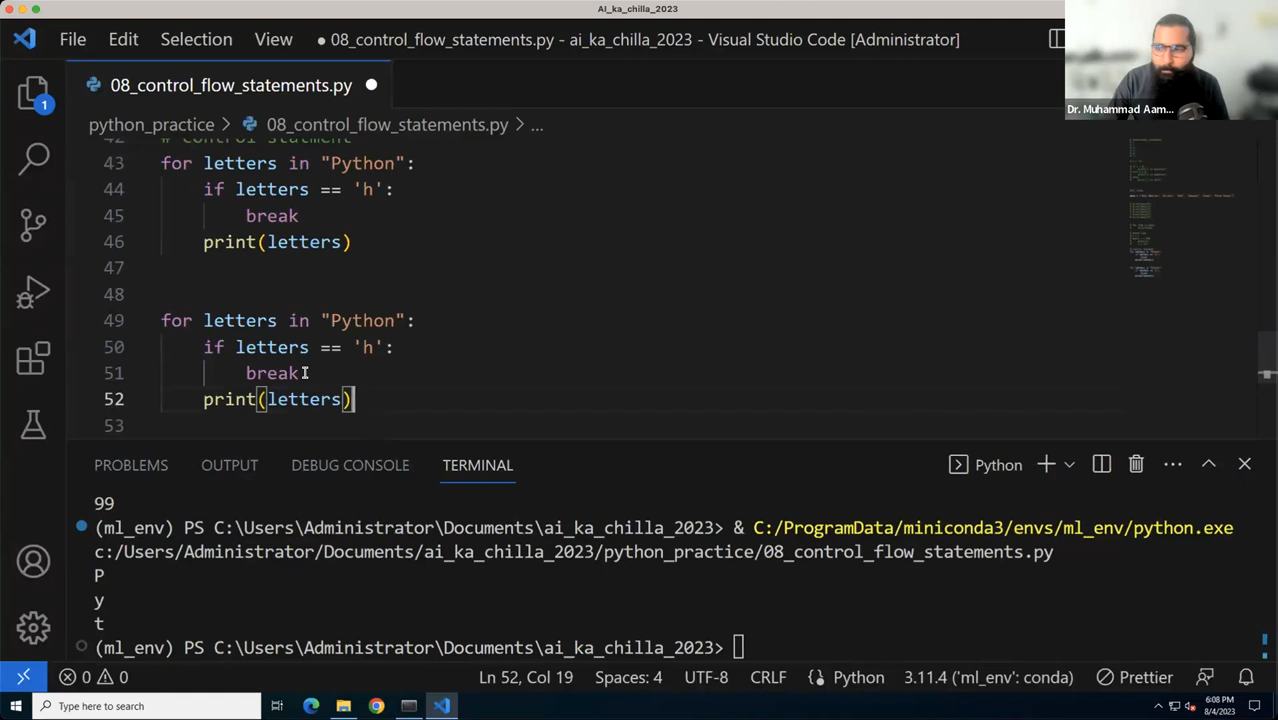 AI_ka_chilla_2023
File Edit Selection View ● 08_control_flow_statements.py - ai_ka_chilla_2023 - Visual Studio Code [Administrator]
Dr. Muhammad Aam...
08_control_flow_statements.py
1
python_practice > 08_control_flow_statements.py > ...
42 # Control statment
43 for letters in "Python":
44 if letters == 'h':
45 break
46 print(letters)
47
48
49 for letters in "Python":
50 if letters == 'h':
51 break
52 print(letters)
53
PROBLEMS OUTPUT DEBUG CONSOLE TERMINAL Python
99
(ml_env) PS C:\Users\Administrator\Documents\ai_ka_chilla_2023> & C:/ProgramData/miniconda3/envs/ml_env/python.exe
c:/Users/Administrator/Documents/ai_ka_chilla_2023/python_practice/08_control_flow_statements.py
P
y
t
(ml_env) PS C:\Users\Administrator\Documents\ai_ka_chilla_2023>
0 0 Ln 52, Col 19 Spaces: 4 UTF-8 CRLF Python 3.11.4 ('ml_env': conda) Prettier
Type here to search
6:08 PM
8/4/2023